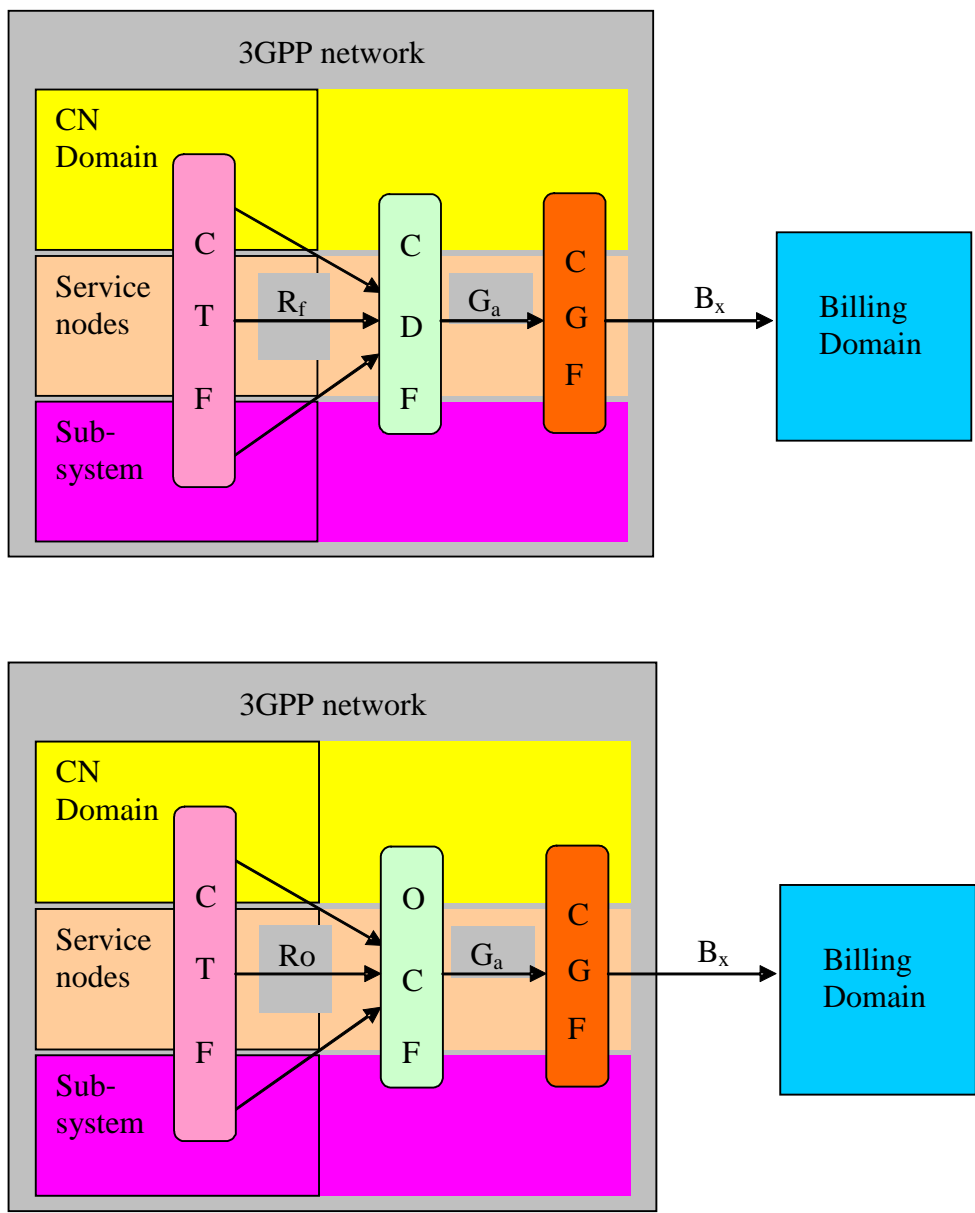 3GPP network
CN
Domain
Service
nodes
Sub-
system
C
T
F
Rf
C
D
F
Ga
C
G
F
Bx
Billing
Domain
3GPP network
CN
Domain
Service
nodes
Sub-
system
C
T
F
Ro
O
C
F
Ga
C
G
F
Bx
Billing
Domain